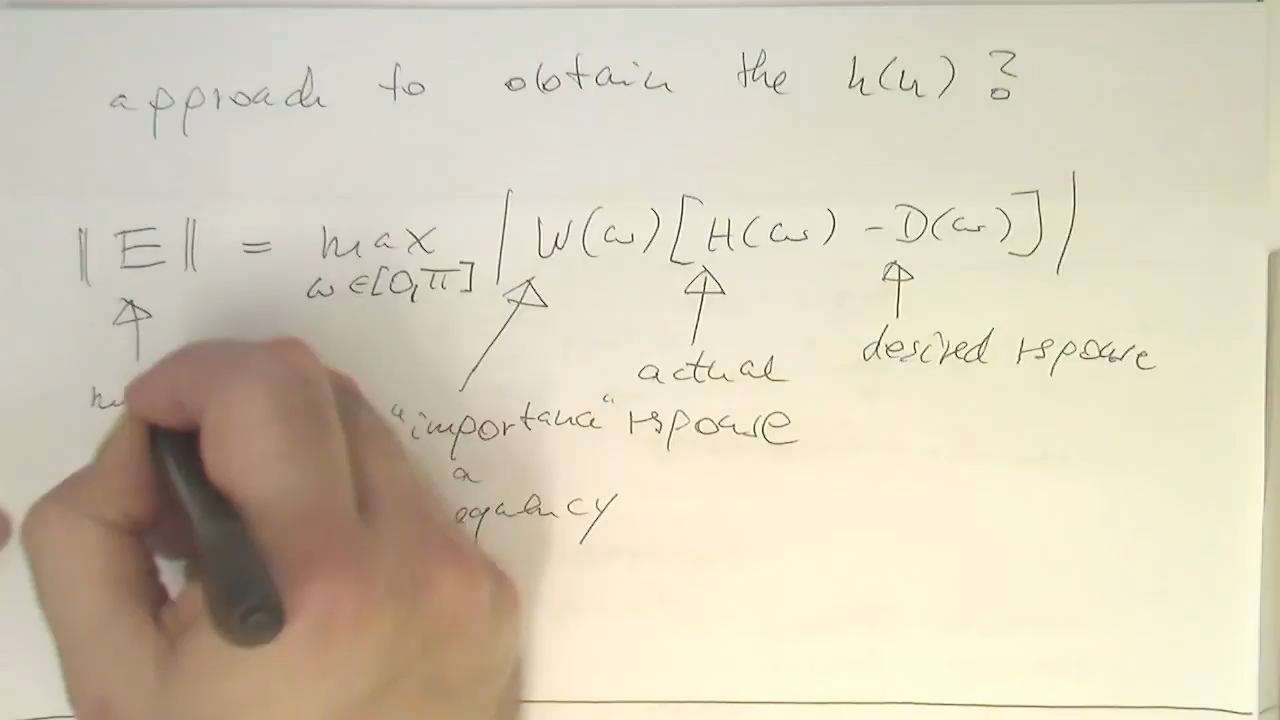 approach to obtain the h(n) ?
‖E‖ = max | W(ω) [H(ω) - D(ω)] |
ω∈[0,π]
desired response
actual
"importance" response
a